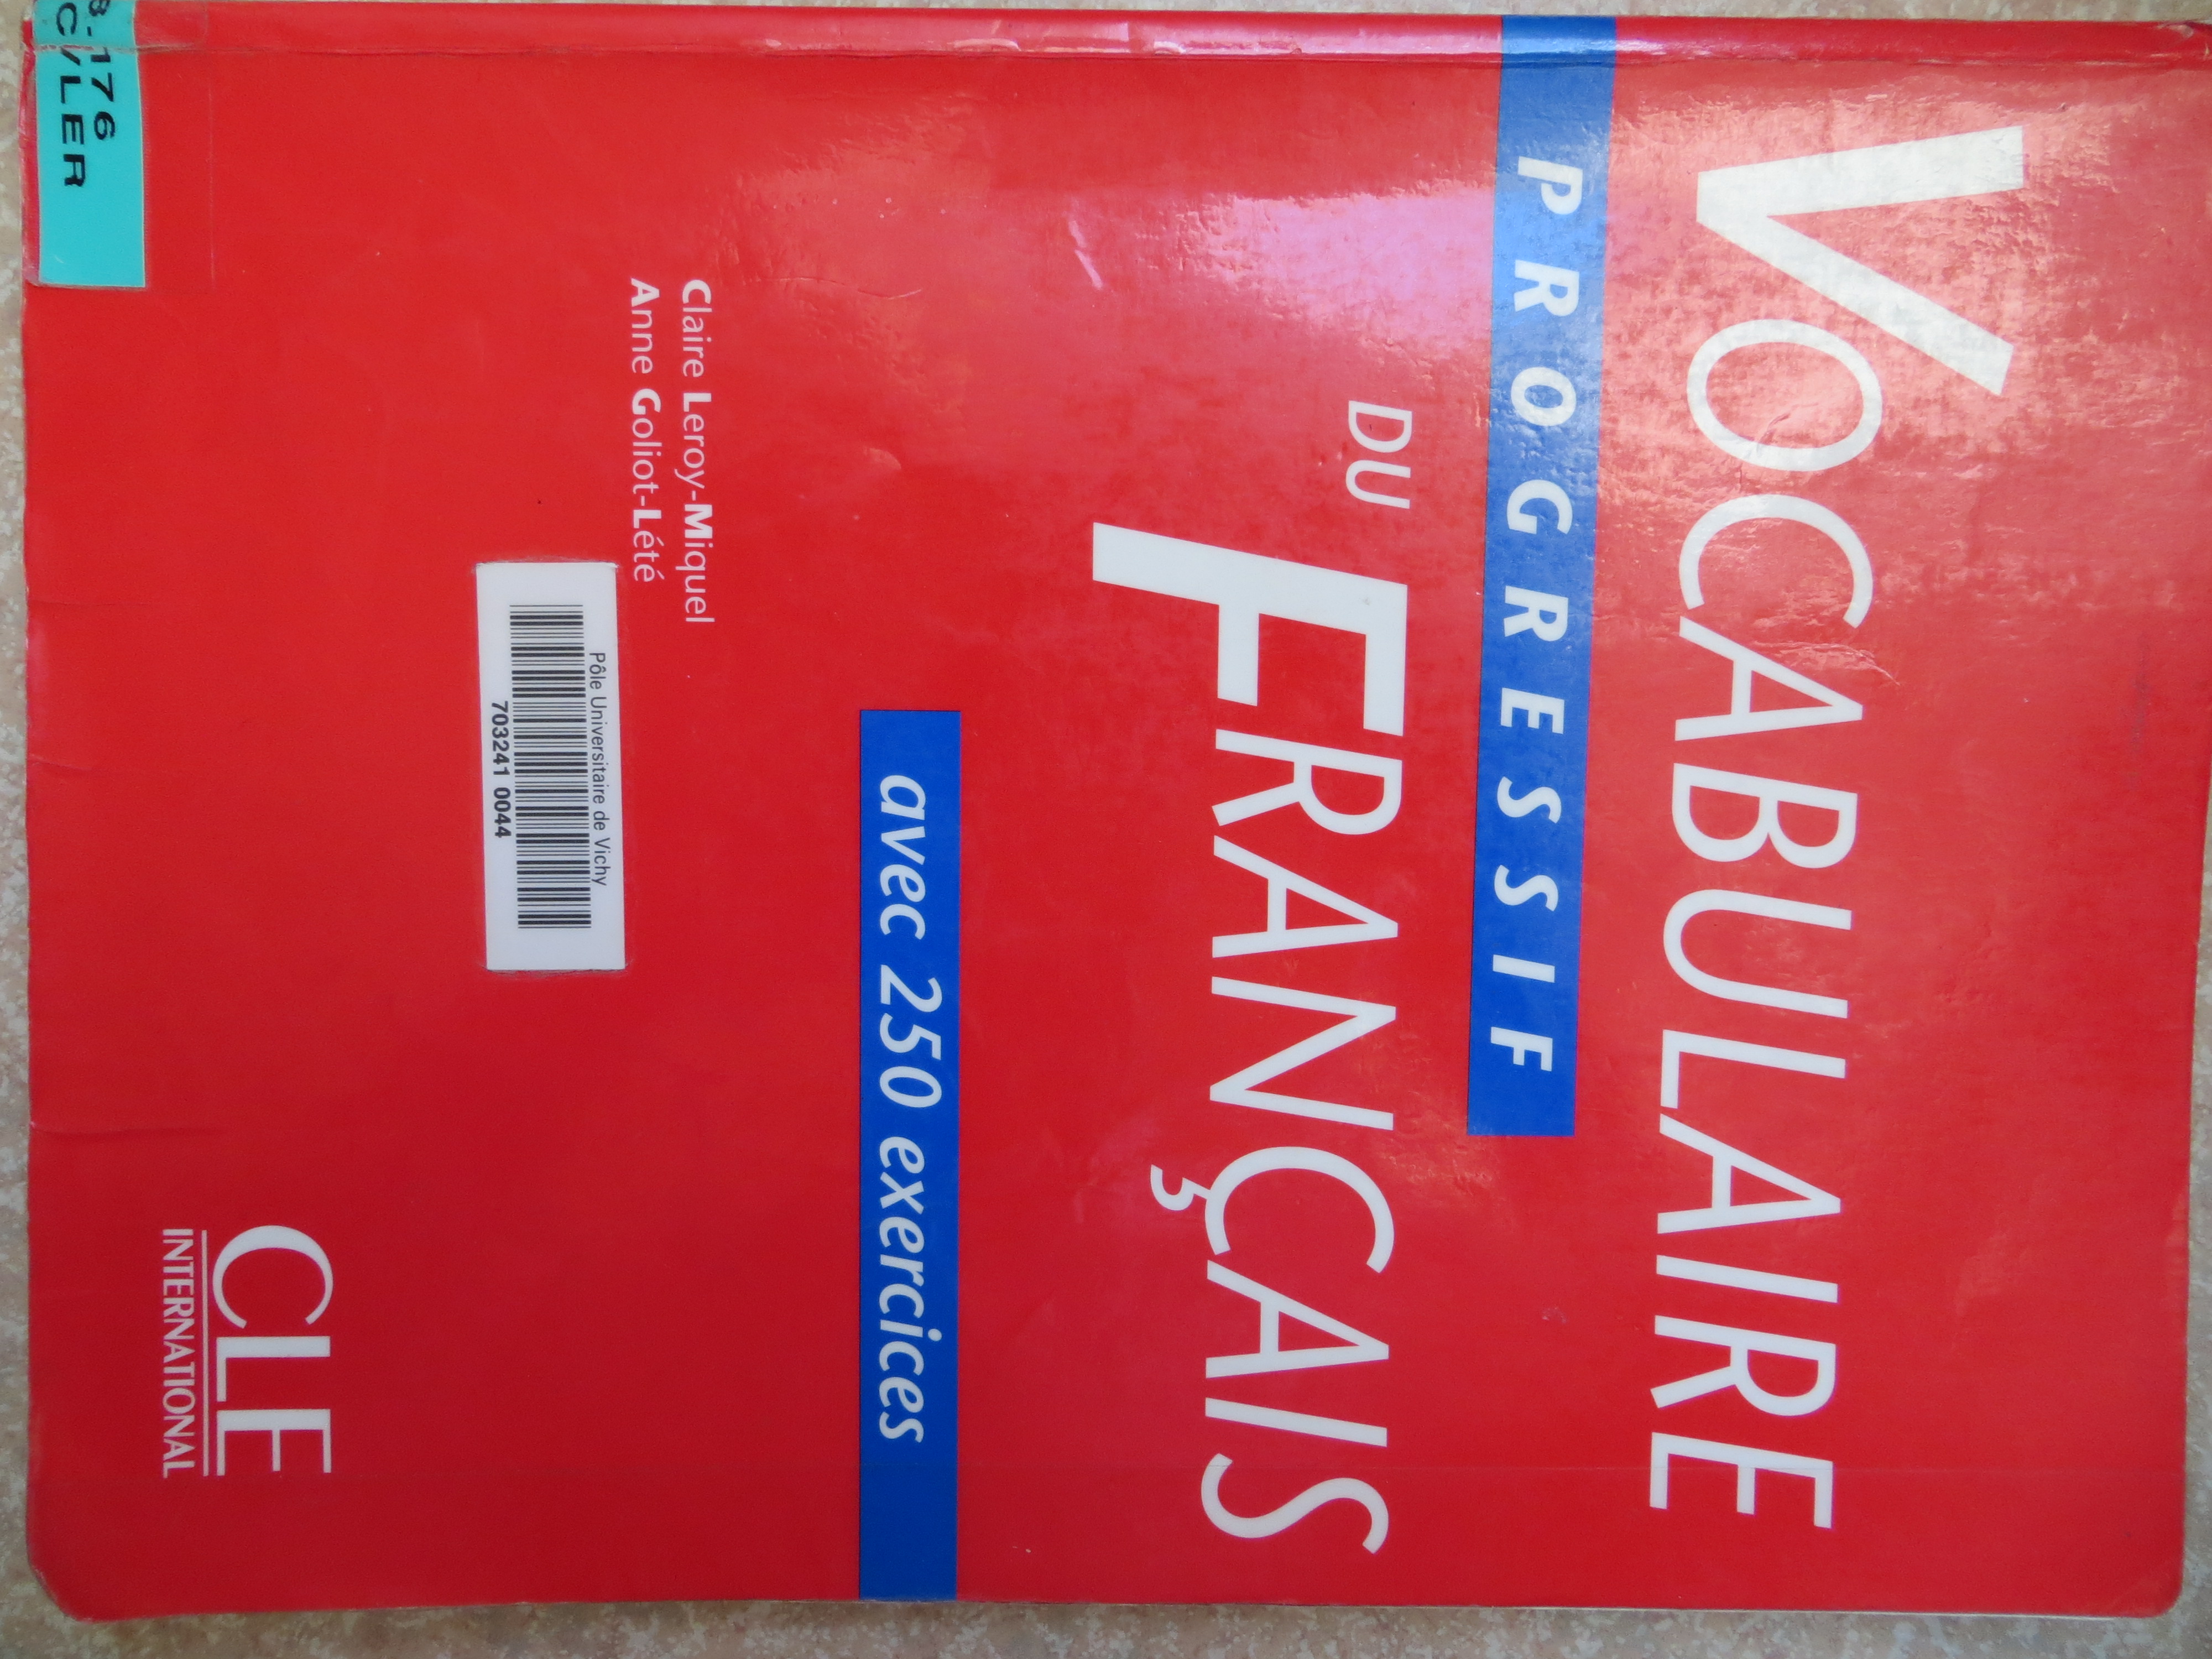 VOCABULAIRE
PROGRESSIF
DU FRANÇAIS
avec 250 exercices
Claire Leroy-Miquel
Anne Goliot-Lété
Pôle Universitaire de Vichy
703241 0044
CLE
INTERNATIONAL
8.176
C/LER